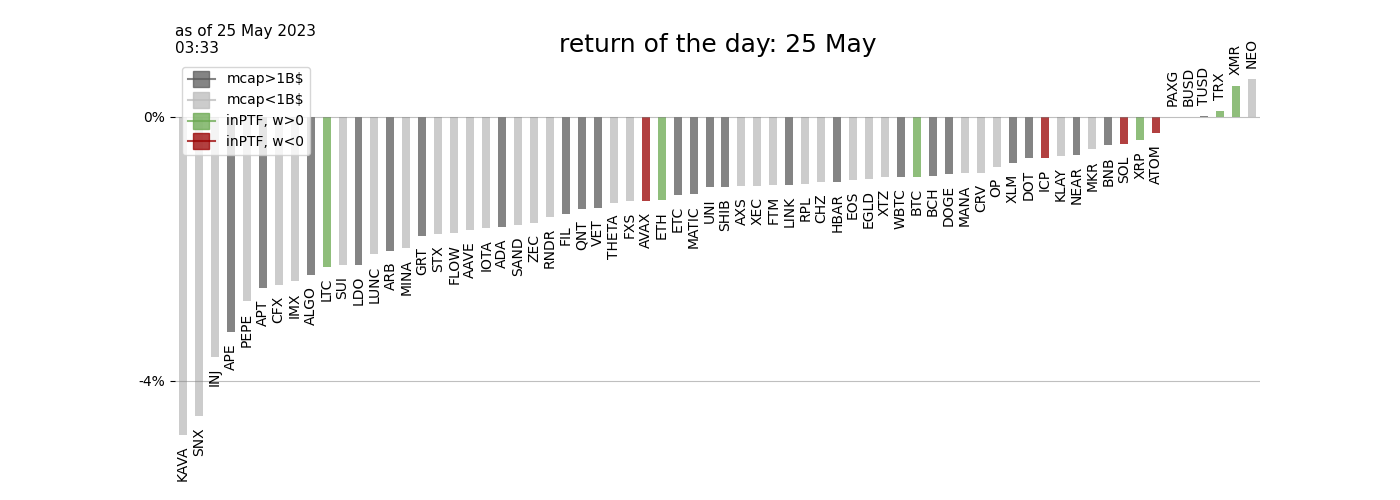 as of 25 May 2023
03:33
return of the day: 25 May
mcap>1B$
mcap<1B$
inPTF, w>0
inPTF, w<0
0%
-4%
KAVA
SNX
INJ
APE
PEPE
APT
CFX
IMX
ALGO
LTC
SUI
LDO
LUNC
ARB
MINA
GRT
STX
FLOW
AAVE
IOTA
ADA
SAND
ZEC
RNDR
FIL
QNT
VET
THETA
FXS
AVAX
ETH
ETC
MATIC
UNI
SHIB
AXS
XEC
FTM
LINK
RPL
CHZ
HBAR
EOS
EGLD
XTZ
WBTC
BTC
BCH
DOGE
MANA
CRV
OP
XLM
DOT
ICP
KLAY
NEAR
MKR
BNB
SOL
XRP
ATOM
PAXG
BUSD
TUSD
TRX
XMR
NEO